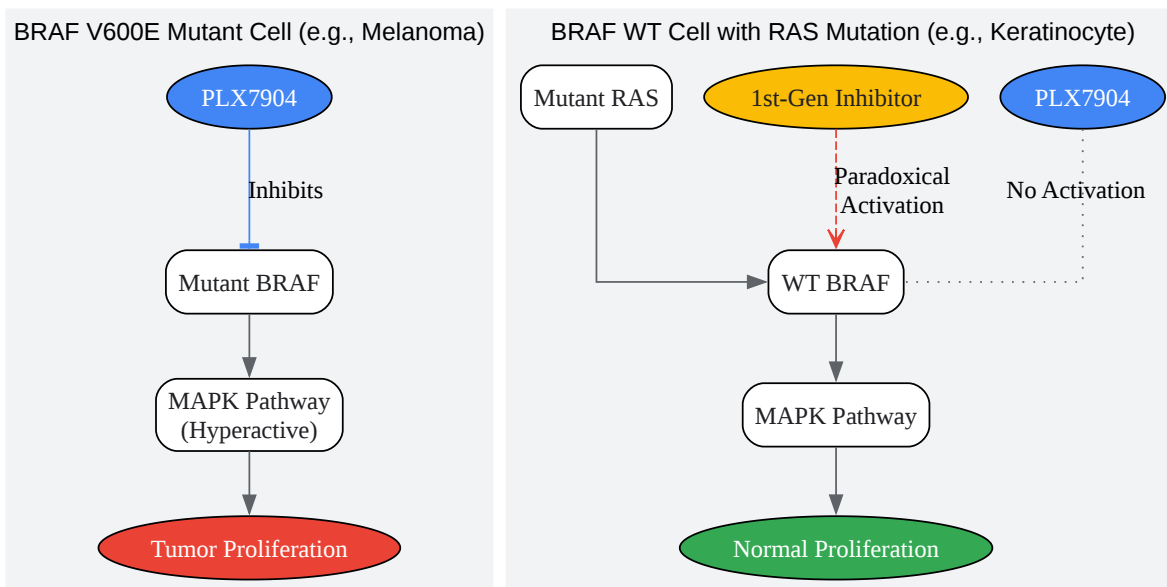 BRAF V600E Mutant Cell (e.g., Melanoma)
PLX7904
Inhibits
Mutant BRAF
MAPK Pathway
(Hyperactive)
Tumor Proliferation
BRAF WT Cell with RAS Mutation (e.g., Keratinocyte)
Mutant RAS
1st-Gen Inhibitor
PLX7904
Paradoxical
Activation
No Activation
WT BRAF
MAPK Pathway
Normal Proliferation